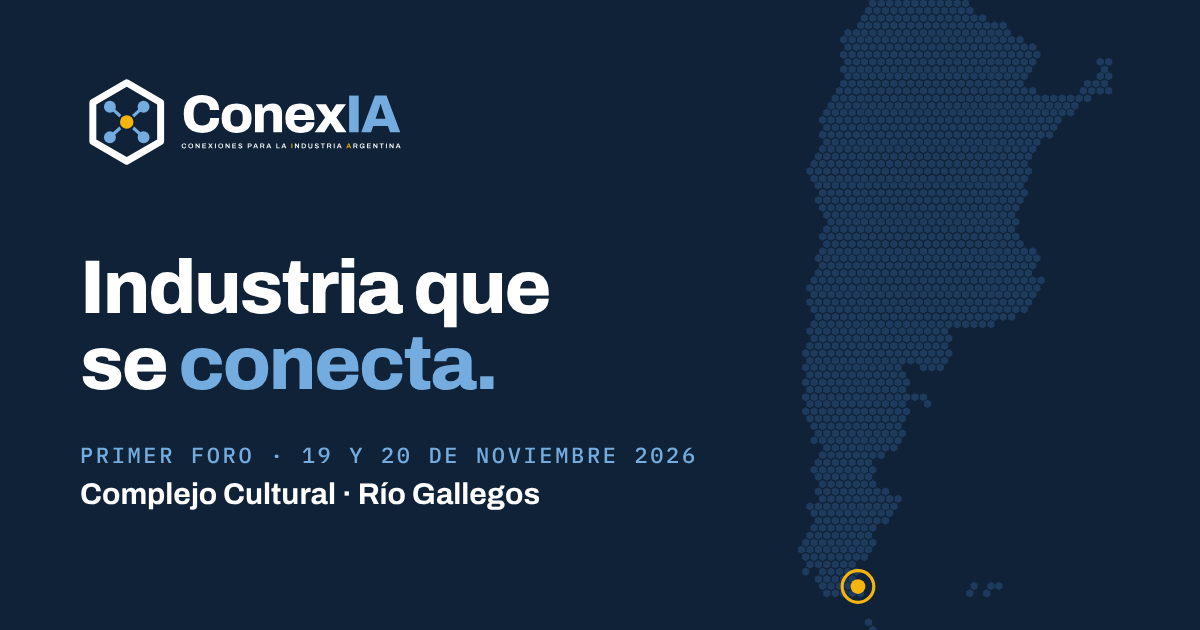 ConexIA
CONEXIONES PARA LA INDUSTRIA ARGENTINA
Industria que
se conecta.
PRIMER FORO · 19 Y 20 DE NOVIEMBRE 2026
Complejo Cultural · Río Gallegos